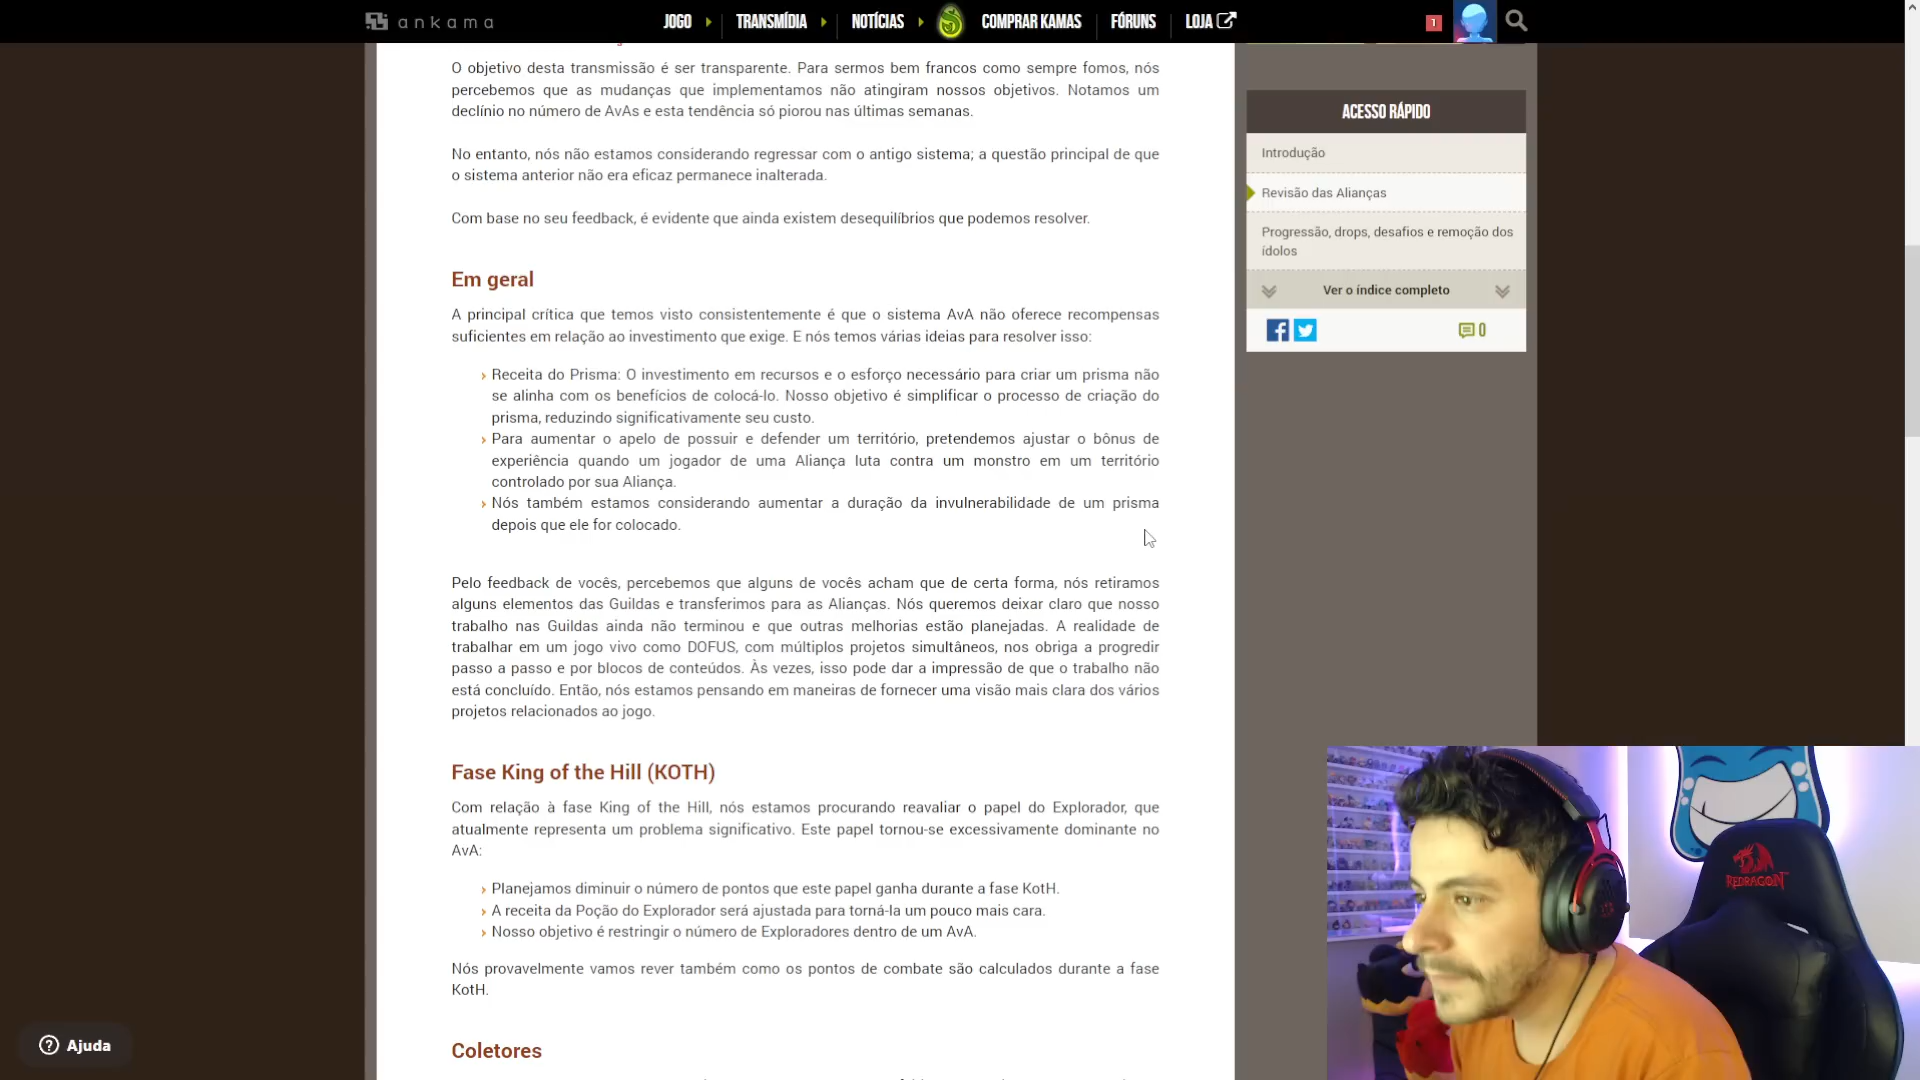 ankama
JOGO
TRANSMÍDIA
NOTÍCIAS
COMPRAR KAMAS
FÓRUNS
LOJA
1
O objetivo desta transmissão é ser transparente. Para sermos bem francos como sempre fomos, nós
percebemos que as mudanças que implementamos não atingiram nossos objetivos. Notamos um
declínio no número de AvAs e esta tendência só piorou nas últimas semanas.
No entanto, nós não estamos considerando regressar com o antigo sistema; a questão principal de que
o sistema anterior não era eficaz permanece inalterada.
Com base no seu feedback, é evidente que ainda existem desequilíbrios que podemos resolver.
Em geral
A principal crítica que temos visto consistentemente é que o sistema AvA não oferece recompensas
suficientes em relação ao investimento que exige. E nós temos várias ideias para resolver isso:
Receita do Prisma: O investimento em recursos e o esforço necessário para criar um prisma não
se alinha com os benefícios de colocá-lo. Nosso objetivo é simplificar o processo de criação do
prisma, reduzindo significativamente seu custo.
Para aumentar o apelo de possuir e defender um território, pretendemos ajustar o bônus de
experiência quando um jogador de uma Aliança luta contra um monstro em um território
controlado por sua Aliança.
Nós também estamos considerando aumentar a duração da invulnerabilidade de um prisma
depois que ele for colocado.
Pelo feedback de vocês, percebemos que alguns de vocês acham que de certa forma, nós retiramos
alguns elementos das Guildas e transferimos para as Alianças. Nós queremos deixar claro que nosso
trabalho nas Guildas ainda não terminou e que outras melhorias estão planejadas. A realidade de
trabalhar em um jogo vivo como DOFUS, com múltiplos projetos simultâneos, nos obriga a progredir
passo a passo e por blocos de conteúdos. Às vezes, isso pode dar a impressão de que o trabalho não
está concluído. Então, nós estamos pensando em maneiras de fornecer uma visão mais clara dos vários
projetos relacionados ao jogo.
Fase King of the Hill (KOTH)
Com relação à fase King of the Hill, nós estamos procurando reavaliar o papel do Explorador, que
atualmente representa um problema significativo. Este papel tornou-se excessivamente dominante no
AvA:
Planejamos diminuir o número de pontos que este papel ganha durante a fase KotH.
A receita da Poção do Explorador será ajustada para torná-la um pouco mais cara.
Nosso objetivo é restringir o número de Exploradores dentro de um AvA.
Nós provavelmente vamos rever também como os pontos de combate são calculados durante a fase
KotH.
Coletores
ACESSO RÁPIDO
Introdução
Revisão das Alianças
Progressão, drops, desafios e remoção dos
ídolos
Ver o índice completo
0
Ajuda
REDRAGON